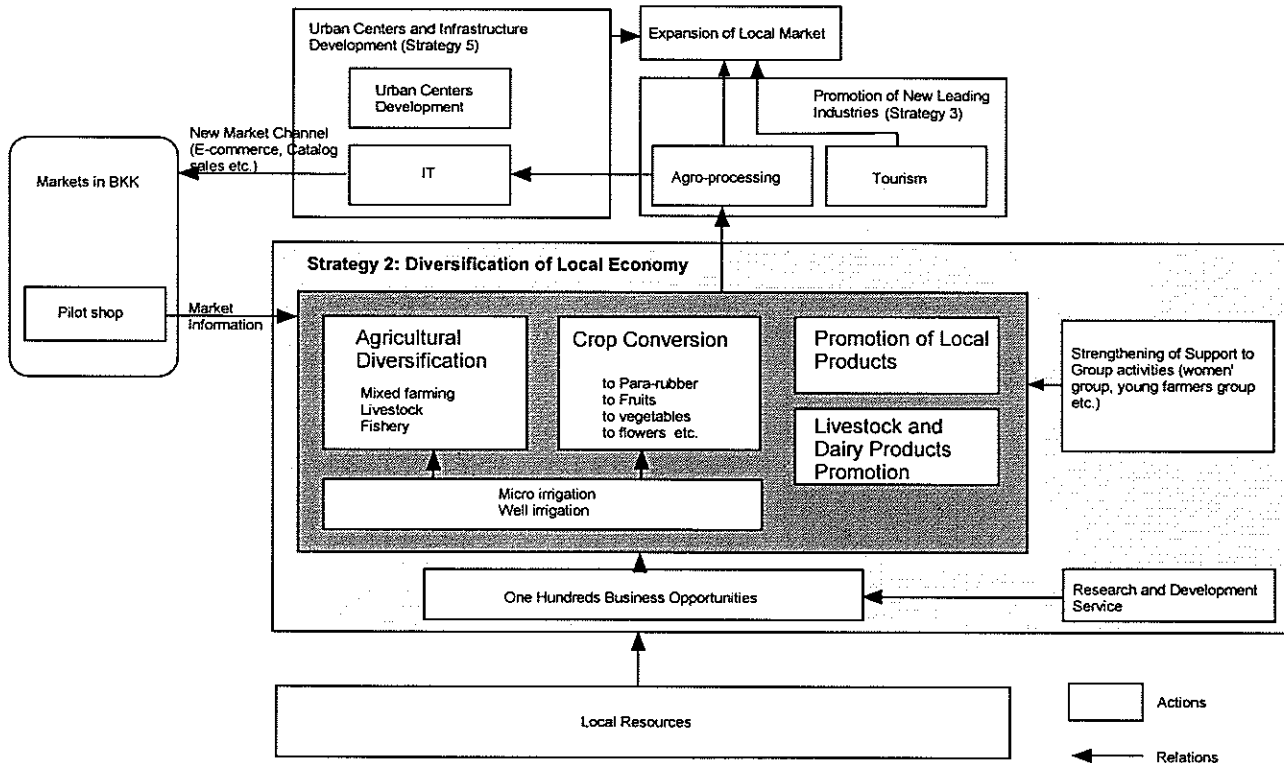 Urban Centers and Infrastructure
Development (Strategy 5)
Expansion of Local Market
Urban Centers
Development
Promotion of New Leading
Industries (Strategy 3)
New Market Channel
(E-commerce, Catalog
sales etc.)
Markets in BKK
IT
Agro-processing
Tourism
Strategy 2: Diversification of Local Economy
Pilot shop
Market
Information
Agricultural
Diversification
Mixed farming
Livestock
Fishery
Crop Conversion
to Para-rubber
to Fruits
to vegetables
to flowers etc.
Promotion of Local
Products
Livestock and
Dairy Products
Promotion
Strengthening of Support to
Group activities (women'
group, young farmers group
etc.)
Micro irrigation
Well irrigation
One Hundreds Business Opportunities
Research and Development
Service
Local Resources
Actions
Relations